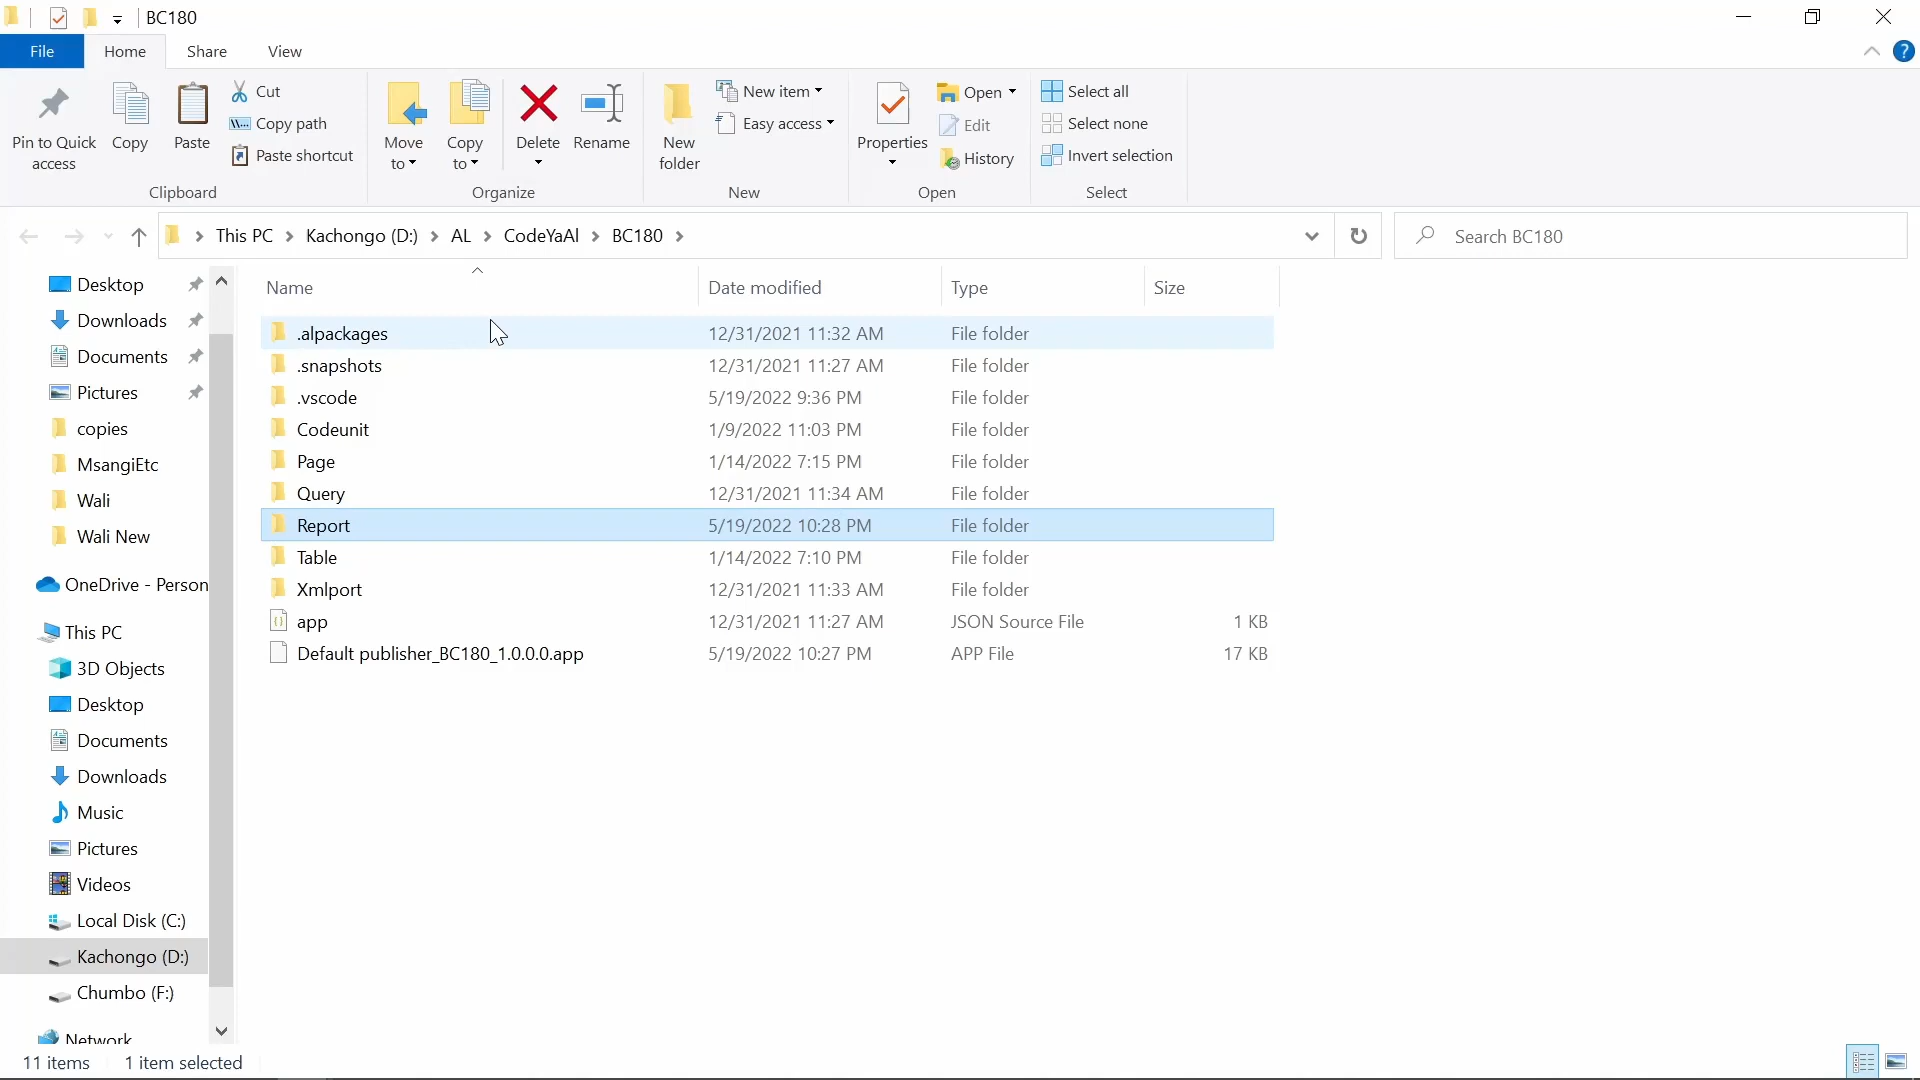 BC180
File Home Share View
Pin to Quick access
Copy
Paste
Cut
Copy path
Paste shortcut
Clipboard
Move to
Copy to
Delete
Rename
Organize
New folder
New item
Easy access
New
Properties
Open
Edit
History
Open
Select all
Select none
Invert selection
Select
This PC Kachongo (D:) AL CodeYaAl BC180
Search BC180
Desktop
Downloads
Documents
Pictures
copies
MsangiEtc
Wali
Wali New
OneDrive - Person
This PC
3D Objects
Desktop
Documents
Downloads
Music
Pictures
Videos
Local Disk (C:)
Kachongo (D:)
Chumbo (F:)
Network
Name Date modified Type Size
.alpackages 12/31/2021 11:32 AM File folder
.snapshots 12/31/2021 11:27 AM File folder
.vscode 5/19/2022 9:36 PM File folder
Codeunit 1/9/2022 11:03 PM File folder
Page 1/14/2022 7:15 PM File folder
Query 12/31/2021 11:34 AM File folder
Report 5/19/2022 10:28 PM File folder
Table 1/14/2022 7:10 PM File folder
Xmlport 12/31/2021 11:33 AM File folder
app 12/31/2021 11:27 AM JSON Source File 1 KB
Default publisher_BC180_1.0.0.0.app 5/19/2022 10:27 PM APP File 17 KB
11 items 1 item selected